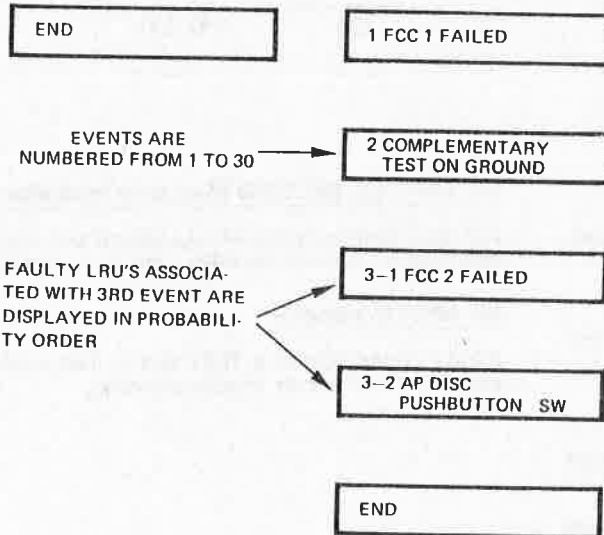 END
1 FCC 1 FAILED
EVENTS ARE
NUMBERED FROM 1 TO 30
2 COMPLEMENTARY
TEST ON GROUND
FAULTY LRU'S ASSOCIA-
TED WITH 3RD EVENT ARE
DISPLAYED IN PROBABILI-
TY ORDER
3-1 FCC 2 FAILED
3-2 AP DISC
PUSHBUTTON SW
END